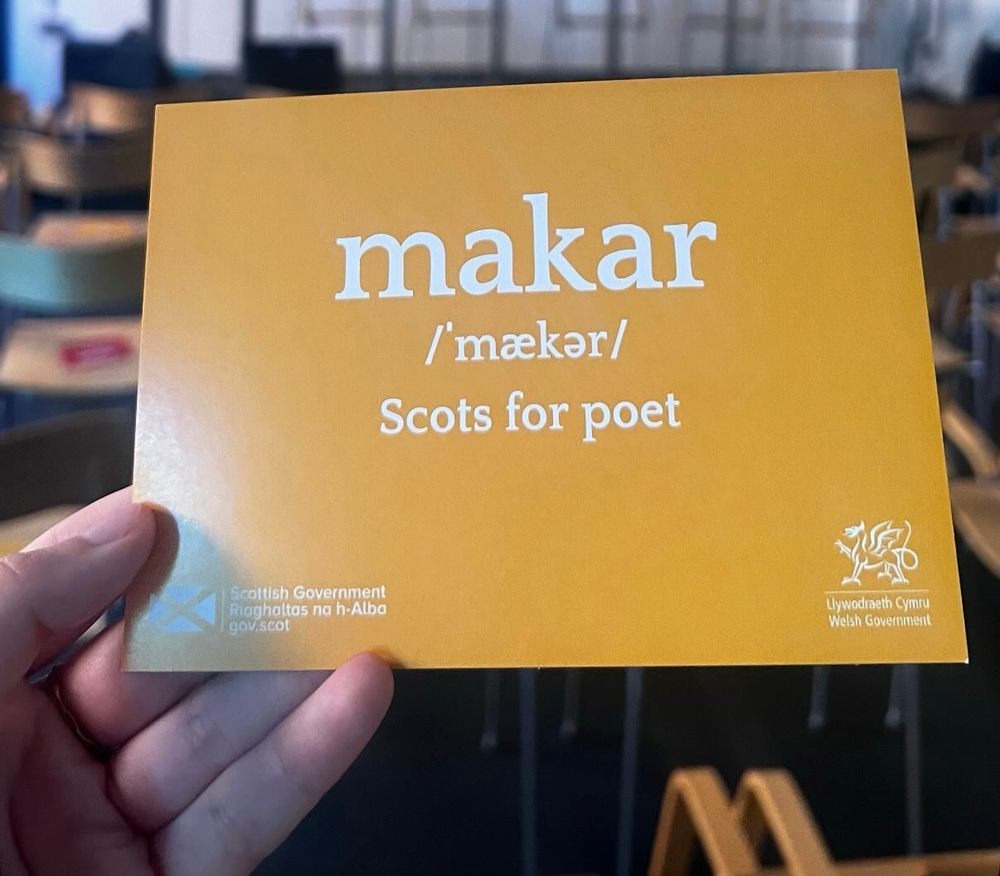 makar
/ˈmækər/
Scots for poet
Scottish Government
Riaghaltas na h-Alba
gov.scot
Llywodraeth Cymru
Welsh Government